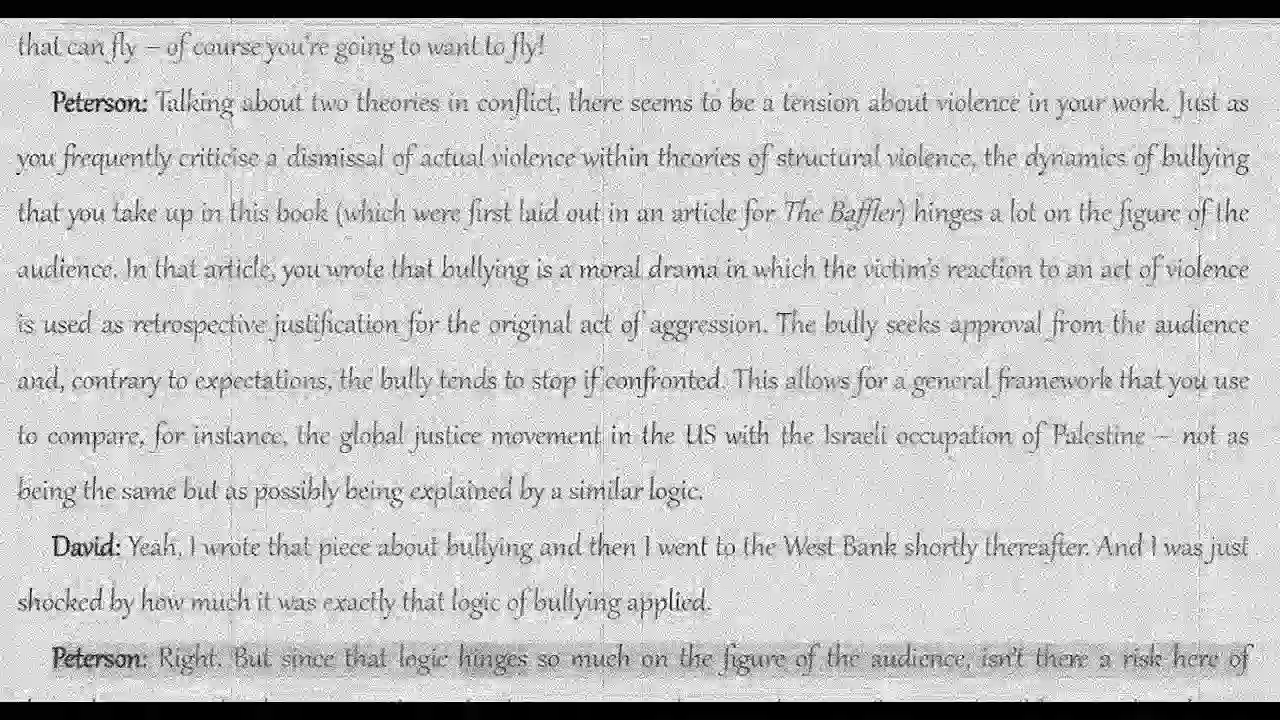 that can fly – of course you're going to want to fly!
Peterson: Talking about two theories in conflict, there seems to be a tension about violence in your work. Just as
you frequently criticise a dismissal of actual violence within theories of structural violence, the dynamics of bullying
that you take up in this book (which were first laid out in an article for The Baffler) hinges a lot on the figure of the
audience. In that article, you wrote that bullying is a moral drama in which the victim's reaction to an act of violence
is used as retrospective justification for the original act of aggression. The bully seeks approval from the audience
and, contrary to expectations, the bully tends to stop if confronted. This allows for a general framework that you use
to compare, for instance, the global justice movement in the US with the Israeli occupation of Palestine – not as
being the same but as possibly being explained by a similar logic.
David: Yeah, I wrote that piece about bullying and then I went to the West Bank shortly thereafter. And I was just
shocked by how much it was exactly that logic of bullying applied.
Peterson: Right. But since that logic hinges so much on the figure of the audience, isn't there a risk here of